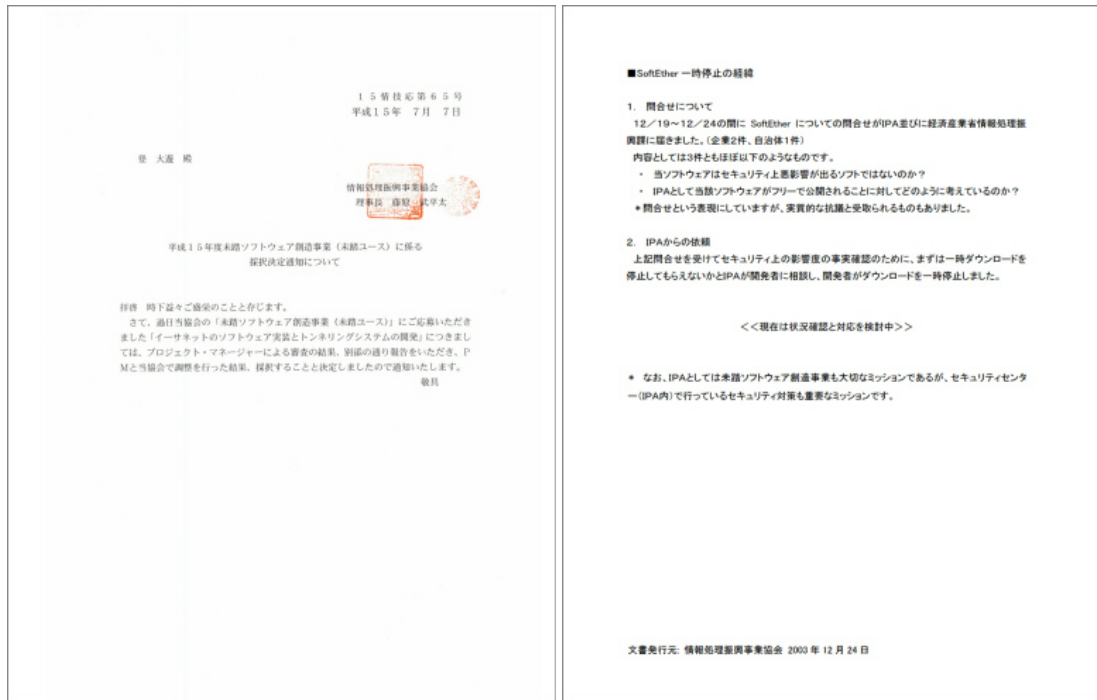 15情技応第65号
平成15年 7月 7日
登 大遊 殿
情報処理振興事業協会
理事長 藤原 武平太
平成15年度未踏ソフトウェア創造事業(未踏ユース)に係る
採択決定通知について
拝啓 時下益々ご盛栄のことと存じます。
さて、過日当協会の「未踏ソフトウェア創造事業(未踏ユース)」にご応募いただき
ました「イーサネットのソフトウェア実装とトンネリングシステムの開発」につきまし
ては、プロジェクト・マネージャーによる審査の結果、別添の通り報告をいただき、P
Mと当協会で調整を行った結果、採択することと決定しましたので通知いたします。
敬具
■SoftEther 一時停止の経緯
1. 問合せについて
12/19~12/24の間に SoftEther についての問合せがIPA並びに経済産業省情報処理振
興課に届きました。(企業2件、自治体1件)
内容としては3件ともほぼ以下のようなものです。
・ 当ソフトウェアはセキュリティ上悪影響が出るソフトではないのか?
・ IPAとして当該ソフトウェアがフリーで公開されることに対してどのように考えているのか?
*問合せという表現にしていますが、実質的な抗議と受取られるものもありました。
2. IPAからの依頼
上記問合せを受けてセキュリティ上の影響度の事実確認のために、まずは一時ダウンロードを
停止してもらえないかとIPAが開発者に相談し、開発者がダウンロードを一時停止しました。
<<現在は状況確認と対応を検討中>>
* なお、IPAとしては未踏ソフトウェア創造事業も大切なミッションであるが、セキュリティセンタ
ー(IPA内)で行っているセキュリティ対策も重要なミッションです。
文書発行元: 情報処理振興事業協会 2003 年 12 月 24 日